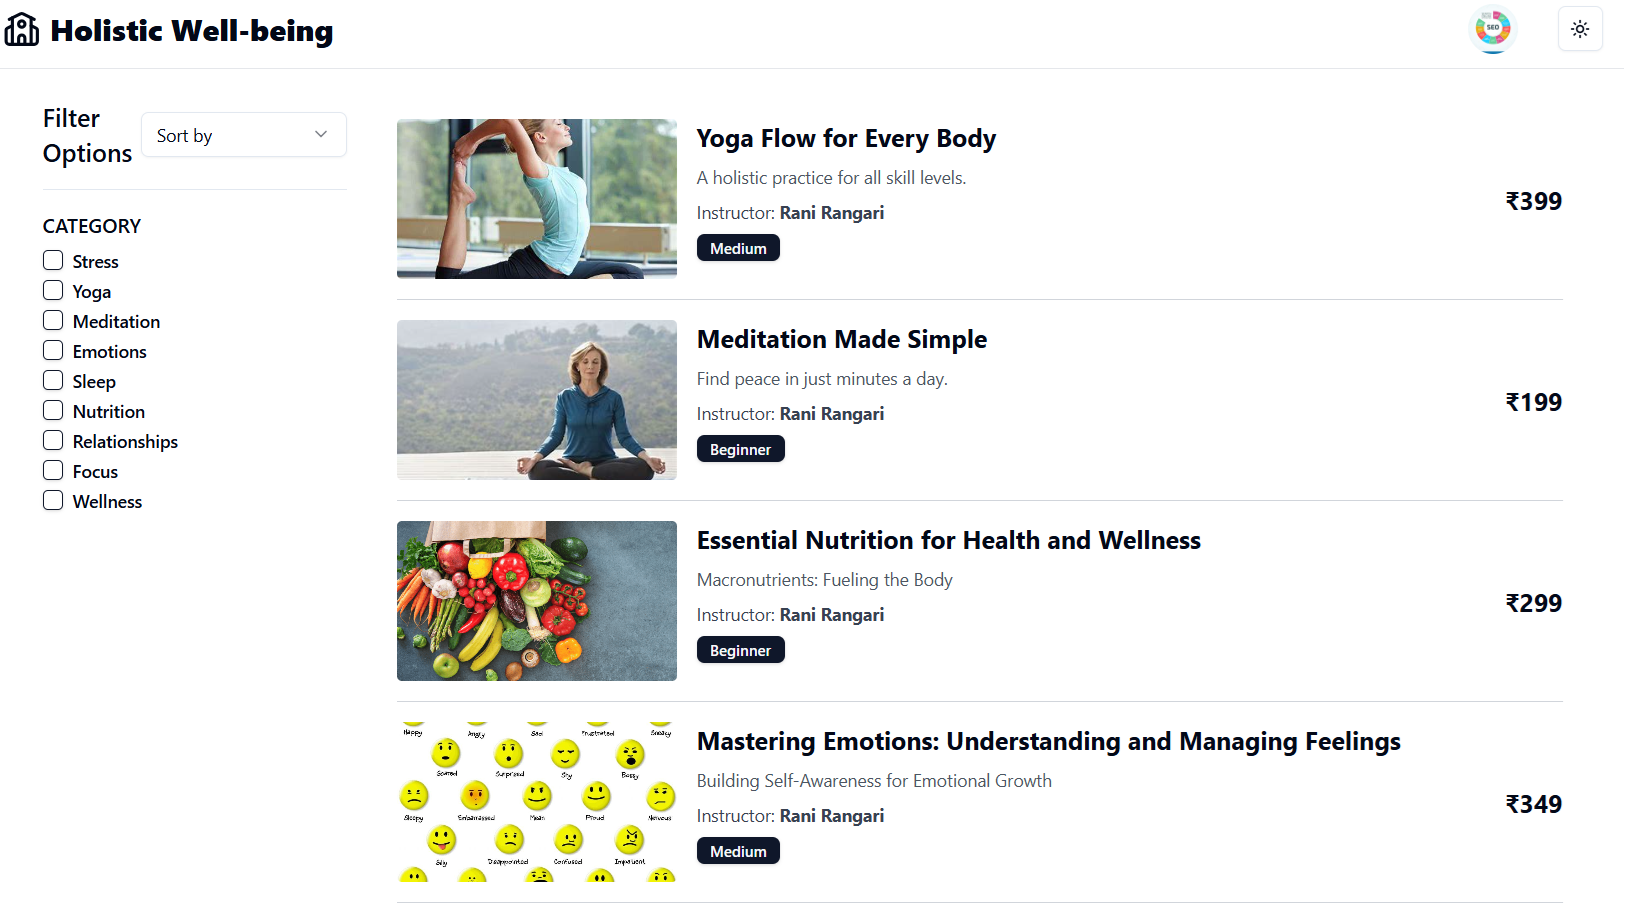 Holistic Well-being
SEO
Filter
Options
Sort by
CATEGORY
Stress
Yoga
Meditation
Emotions
Sleep
Nutrition
Relationships
Focus
Wellness
Yoga Flow for Every Body
A holistic practice for all skill levels.
Instructor: Rani Rangari
Medium
₹399
Meditation Made Simple
Find peace in just minutes a day.
Instructor: Rani Rangari
Beginner
₹199
Essential Nutrition for Health and Wellness
Macronutrients: Fueling the Body
Instructor: Rani Rangari
Beginner
₹299
Happy Angry Sad Frustrated Sneaky
Scared Surprised Shy Bossy
Sleepy Embarrassed Mean Proud Nervous
Silly Disappointed Confused Impatient
Mastering Emotions: Understanding and Managing Feelings
Building Self-Awareness for Emotional Growth
Instructor: Rani Rangari
Medium
₹349